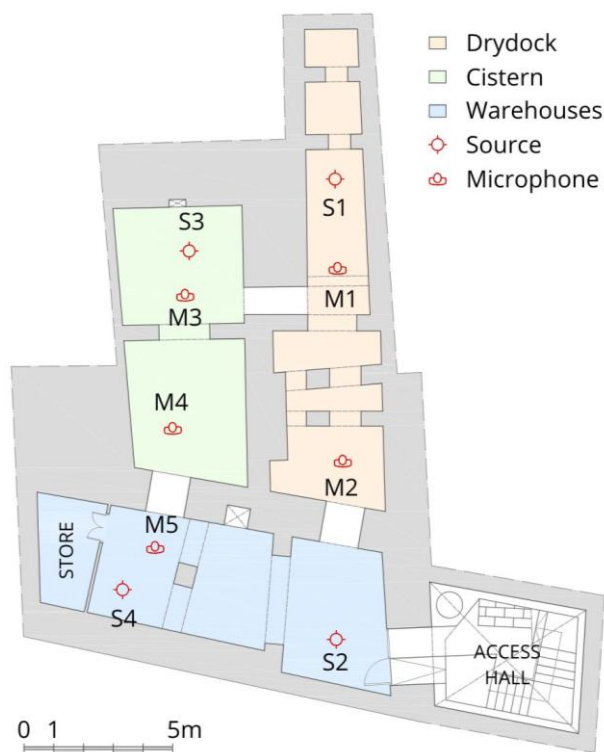 Drydock
Cistern
Warehouses
Source
Microphone
S1
S3
M1
M3
M4
M2
M5
STORE
S4
S2
ACCESS
HALL
0 1 5m